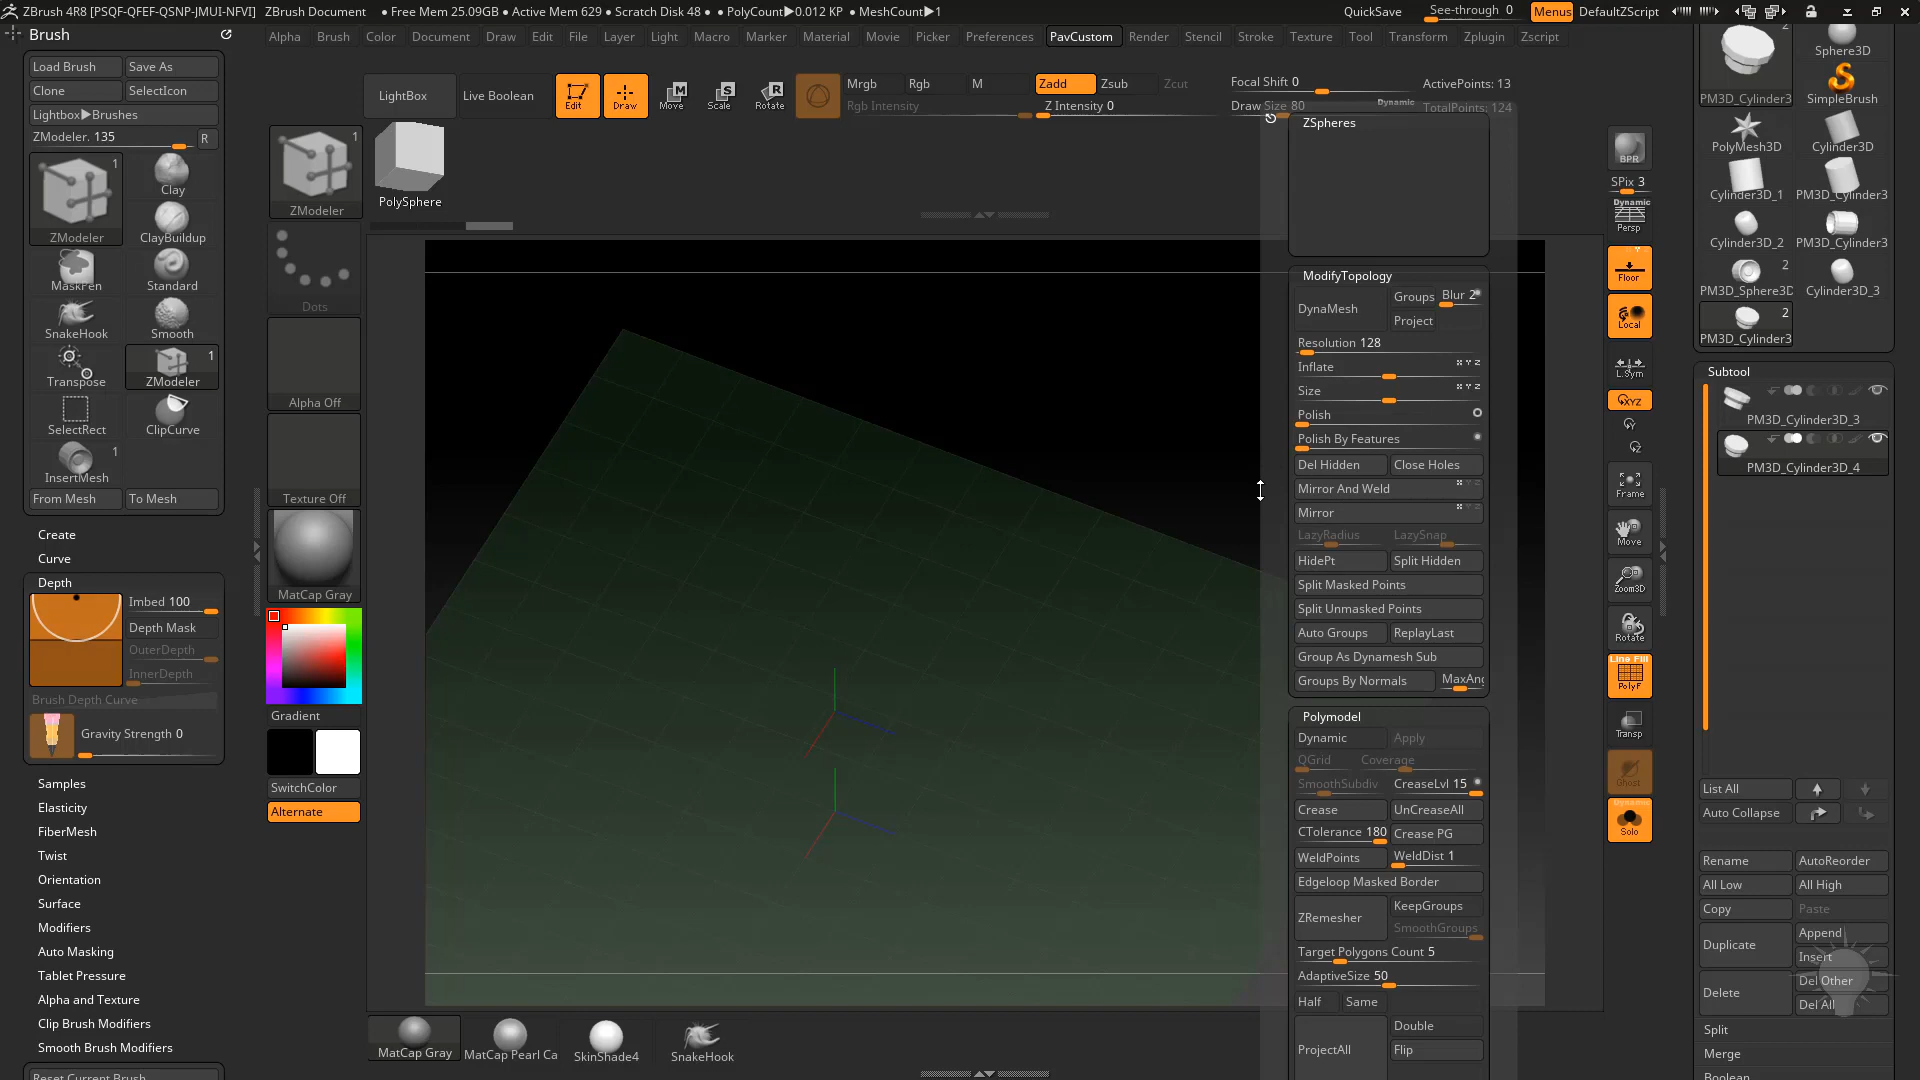 ZBrush 4R8 [PSQF-QFEF-QSNP-JMUI-NFVI] ZBrush Document • Free Mem 25.09GB • Active Mem 629 • Scratch Disk 48 • PolyCount▶0.012 KP • MeshCount▶1 QuickSave See-through 0 Menus DefaultZScript
Brush Alpha Brush Color Document Draw Edit File Layer Light Macro Marker Material Movie Picker Preferences PavCustom Render Stencil Stroke Texture Tool Transform Zplugin Zscript
Load Brush Save As
Clone SelectIcon
Lightbox▶Brushes
ZModeler. 135 R
1
ZModeler
Clay
ClayBuildup
MaskPen Standard
SnakeHook Smooth
Transpose ZModeler 1
SelectRect ClipCurve
InsertMesh 1
From Mesh To Mesh
Create
Curve
Depth
Imbed 100
Depth Mask
OuterDepth
InnerDepth
Brush Depth Curve
Gravity Strength 0
Samples
Elasticity
FiberMesh
Twist
Orientation
Surface
Modifiers
Auto Masking
Tablet Pressure
Alpha and Texture
Clip Brush Modifiers
Smooth Brush Modifiers
Reset Current Brush
LightBox Live Boolean Edit Draw Move Scale Rotate
Mrgb Rgb M Zadd Zsub Zcut
Rgb Intensity Z Intensity 0
Focal Shift 0 ActivePoints: 13
Draw Size 80 Dynamic TotalPoints: 124
1
ZModeler
PolySphere
Dots
Alpha Off
Texture Off
MatCap Gray
Gradient
SwitchColor
Alternate
MatCap Gray MatCap Pearl Ca SkinShade4 SnakeHook
ZSpheres
ModifyTopology
DynaMesh Groups Blur 2
Project
Resolution 128
Inflate
Size
Polish
Polish By Features
Del Hidden Close Holes
Mirror And Weld
Mirror
LazyRadius LazySnap
HidePt Split Hidden
Split Masked Points
Split Unmasked Points
Auto Groups ReplayLast
Group As Dynamesh Sub
Groups By Normals MaxAng
Polymodel
Dynamic Apply
QGrid Coverage
SmoothSubdiv CreaseLvl 15
Crease UnCreaseAll
CTolerance 180 Crease PG
WeldPoints WeldDist 1
Edgeloop Masked Border
ZRemesher KeepGroups
SmoothGroups
Target Polygons Count 5
AdaptiveSize 50
Half Same
ProjectAll Double
Flip
BPR
SPix 3
Dynamic
Persp
Floor
Local
L.Sym
XYZ
Frame
Move
Zoom3D
Rotate
Line Fill
PolyF
Transp
Ghost
Dynamic
Solo
2
PM3D_Cylinder3 Sphere3D
SimpleBrush
PolyMesh3D Cylinder3D
Cylinder3D_1 PM3D_Cylinder3
Cylinder3D_2 PM3D_Cylinder3
2
PM3D_Sphere3D Cylinder3D_3
2
PM3D_Cylinder3
Subtool
PM3D_Cylinder3D_3
PM3D_Cylinder3D_4
List All
Auto Collapse
Rename AutoReorder
All Low All High
Copy Paste
Duplicate Append
Insert
Delete Del Other
Del All
Split
Merge
Boolean